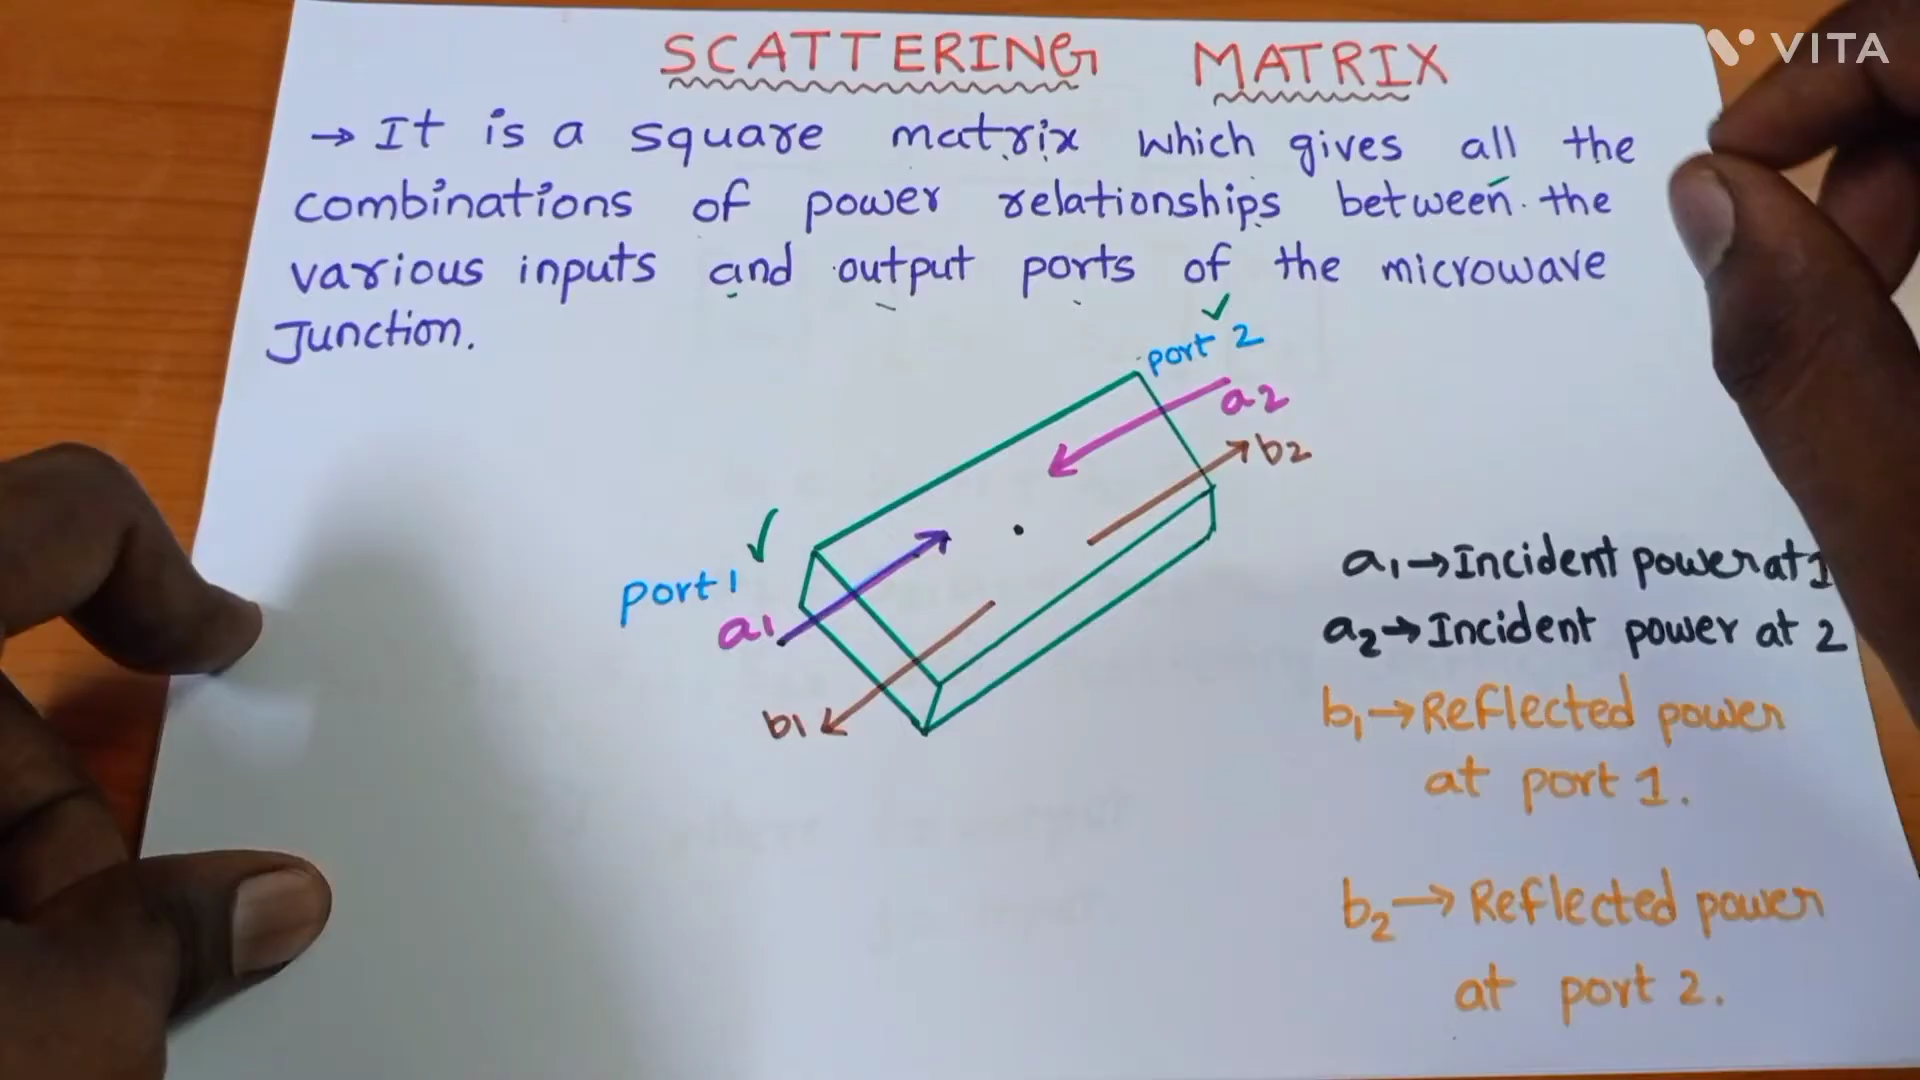 SCATTERING MATRIX
VITA
→ It is a square matrix which gives all the
combinations of power relationships between the
various inputs and output ports of the microwave
Junction.
port 2
a2
b2
port 1
a1
b1
a₁→Incident power at 1
a₂→Incident power at 2
b₁→Reflected power
at port 1.
b₂→Reflected power
at port 2.